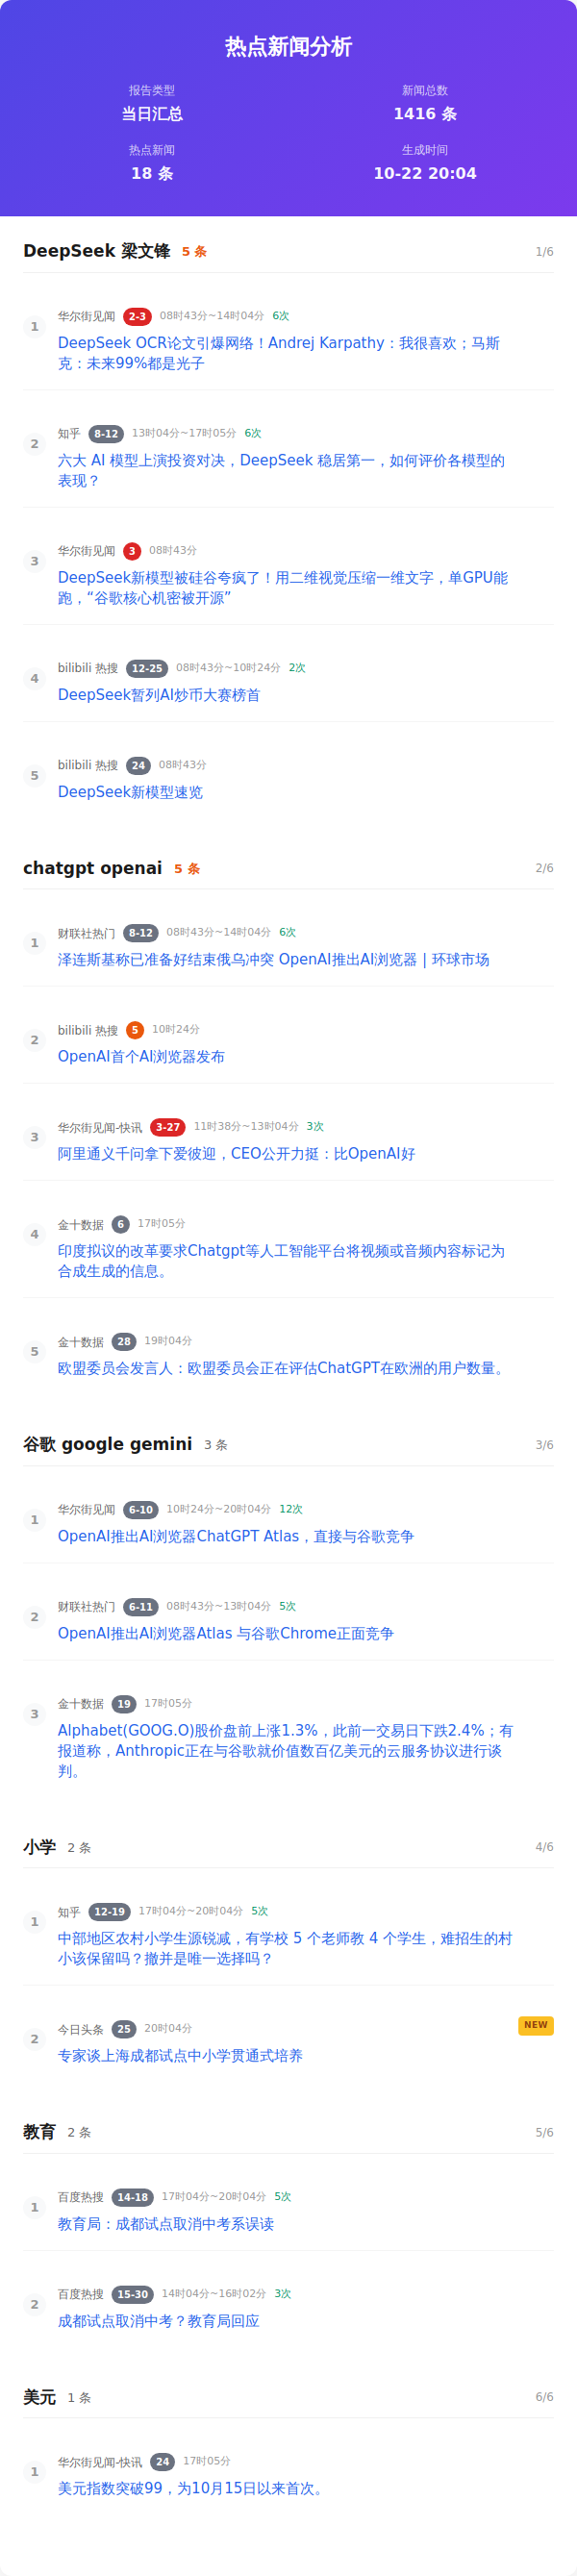 热点新闻分析
报告类型
新闻总数
当日汇总
1416 条
热点新闻
生成时间
18 条
10-22 20:04
DeepSeek 梁文锋 5 条 1/6
1
华尔街见闻 2-3 08时43分~14时04分 6次
DeepSeek OCR论文引爆网络！Andrej Karpathy：我很喜欢；马斯
克：未来99%都是光子
2
知乎 8-12 13时04分~17时05分 6次
六大 AI 模型上演投资对决，DeepSeek 稳居第一，如何评价各模型的
表现？
3
华尔街见闻 3 08时43分
DeepSeek新模型被硅谷夸疯了！用二维视觉压缩一维文字，单GPU能
跑，“谷歌核心机密被开源”
4
bilibili 热搜 12-25 08时43分~10时24分 2次
DeepSeek暂列AI炒币大赛榜首
5
bilibili 热搜 24 08时43分
DeepSeek新模型速览
chatgpt openai 5 条 2/6
1
财联社热门 8-12 08时43分~14时04分 6次
泽连斯基称已准备好结束俄乌冲突 OpenAI推出AI浏览器 | 环球市场
2
bilibili 热搜 5 10时24分
OpenAI首个AI浏览器发布
3
华尔街见闻-快讯 3-27 11时38分~13时04分 3次
阿里通义千问拿下爱彼迎，CEO公开力挺：比OpenAI好
4
金十数据 6 17时05分
印度拟议的改革要求Chatgpt等人工智能平台将视频或音频内容标记为
合成生成的信息。
5
金十数据 28 19时04分
欧盟委员会发言人：欧盟委员会正在评估ChatGPT在欧洲的用户数量。
谷歌 google gemini 3 条 3/6
1
华尔街见闻 6-10 10时24分~20时04分 12次
OpenAI推出AI浏览器ChatGPT Atlas，直接与谷歌竞争
2
财联社热门 6-11 08时43分~13时04分 5次
OpenAI推出AI浏览器Atlas 与谷歌Chrome正面竞争
3
金十数据 19 17时05分
Alphabet(GOOG.O)股价盘前上涨1.3%，此前一交易日下跌2.4%；有
报道称，Anthropic正在与谷歌就价值数百亿美元的云服务协议进行谈
判。
小学 2 条 4/6
1
知乎 12-19 17时04分~20时04分 5次
中部地区农村小学生源锐减，有学校 5 个老师教 4 个学生，难招生的村
小该保留吗？撤并是唯一选择吗？
2
今日头条 25 20时04分 NEW
专家谈上海成都试点中小学贯通式培养
教育 2 条 5/6
1
百度热搜 14-18 17时04分~20时04分 5次
教育局：成都试点取消中考系误读
2
百度热搜 15-30 14时04分~16时02分 3次
成都试点取消中考？教育局回应
美元 1 条 6/6
1
华尔街见闻-快讯 24 17时05分
美元指数突破99，为10月15日以来首次。